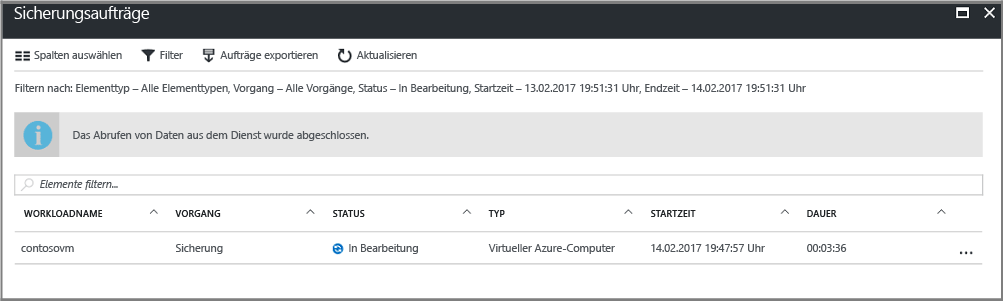 Sicherungsaufträge
Spalten auswählen Filter Aufträge exportieren Aktualisieren
Filtern nach: Elementtyp – Alle Elementtypen, Vorgang – Alle Vorgänge, Status – In Bearbeitung, Startzeit – 13.02.2017 19:51:31 Uhr, Endzeit – 14.02.2017 19:51:31 Uhr
Das Abrufen von Daten aus dem Dienst wurde abgeschlossen.
Elemente filtern...
WORKLOADNAME VORGANG STATUS TYP STARTZEIT DAUER
contosovm Sicherung In Bearbeitung Virtueller Azure-Computer 14.02.2017 19:47:57 Uhr 00:03:36 ...